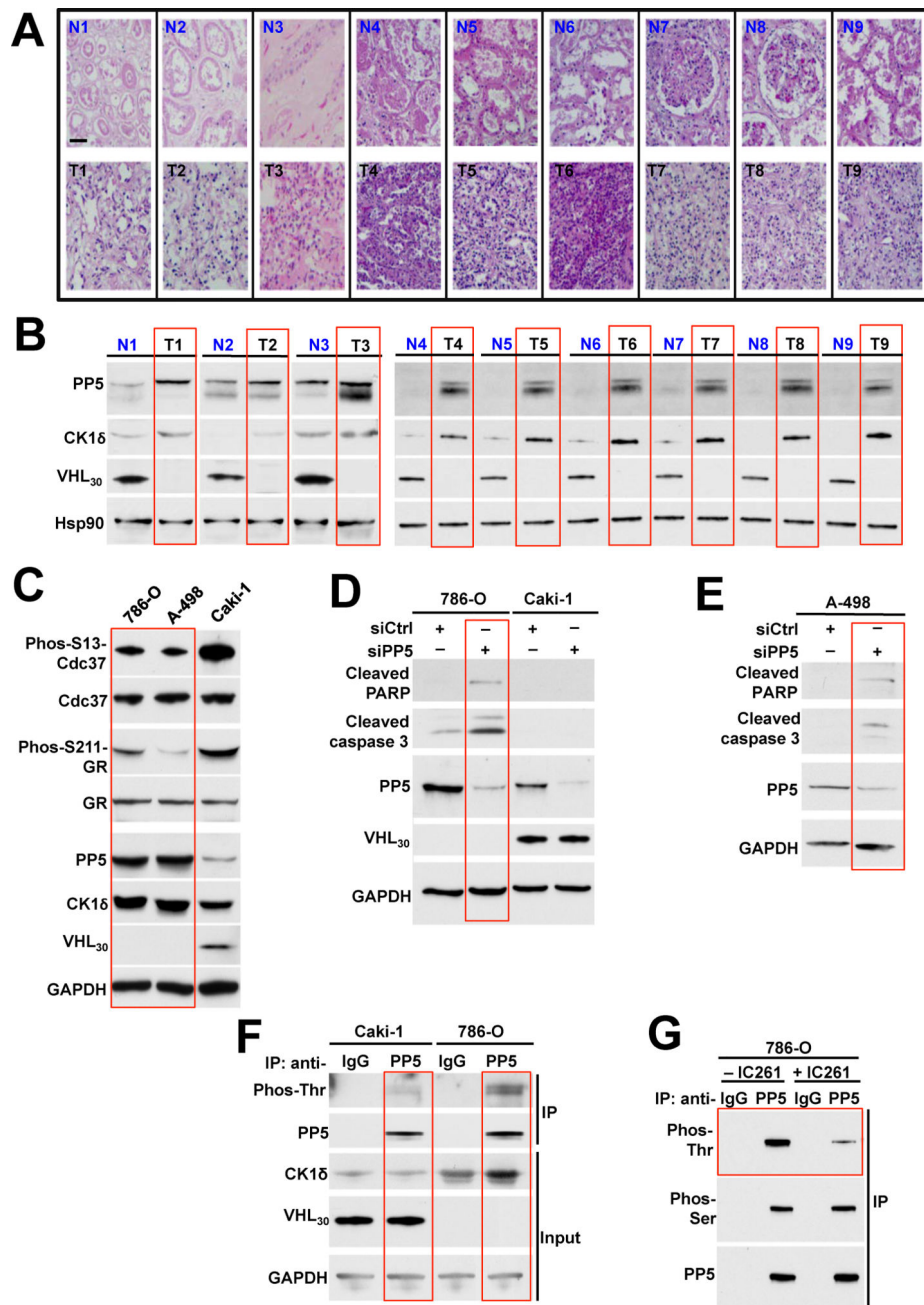 A
N1 N2 N3 N4 N5 N6 N7 N8 N9
T1 T2 T3 T4 T5 T6 T7 T8 T9
B
N1 T1 N2 T2 N3 T3 N4 T4 N5 T5 N6 T6 N7 T7 N8 T8 N9 T9
PP5
CK1δ
VHL30
Hsp90
C
786-O A-498 Caki-1
Phos-S13-
Cdc37
Cdc37
Phos-S211-
GR
GR
PP5
CK1δ
VHL30
GAPDH
D
786-O Caki-1
siCtrl + – + –
siPP5 – + – +
Cleaved
PARP
Cleaved
caspase 3
PP5
VHL30
GAPDH
E
A-498
siCtrl + –
siPP5 – +
Cleaved
PARP
Cleaved
caspase 3
PP5
GAPDH
F
Caki-1 786-O
IP: anti- IgG PP5 IgG PP5
Phos-Thr
PP5
IP
CK1δ
VHL30
Input
GAPDH
G
786-O
– IC261 + IC261
IP: anti- IgG PP5 IgG PP5
Phos-
Thr
Phos-
Ser
IP
PP5